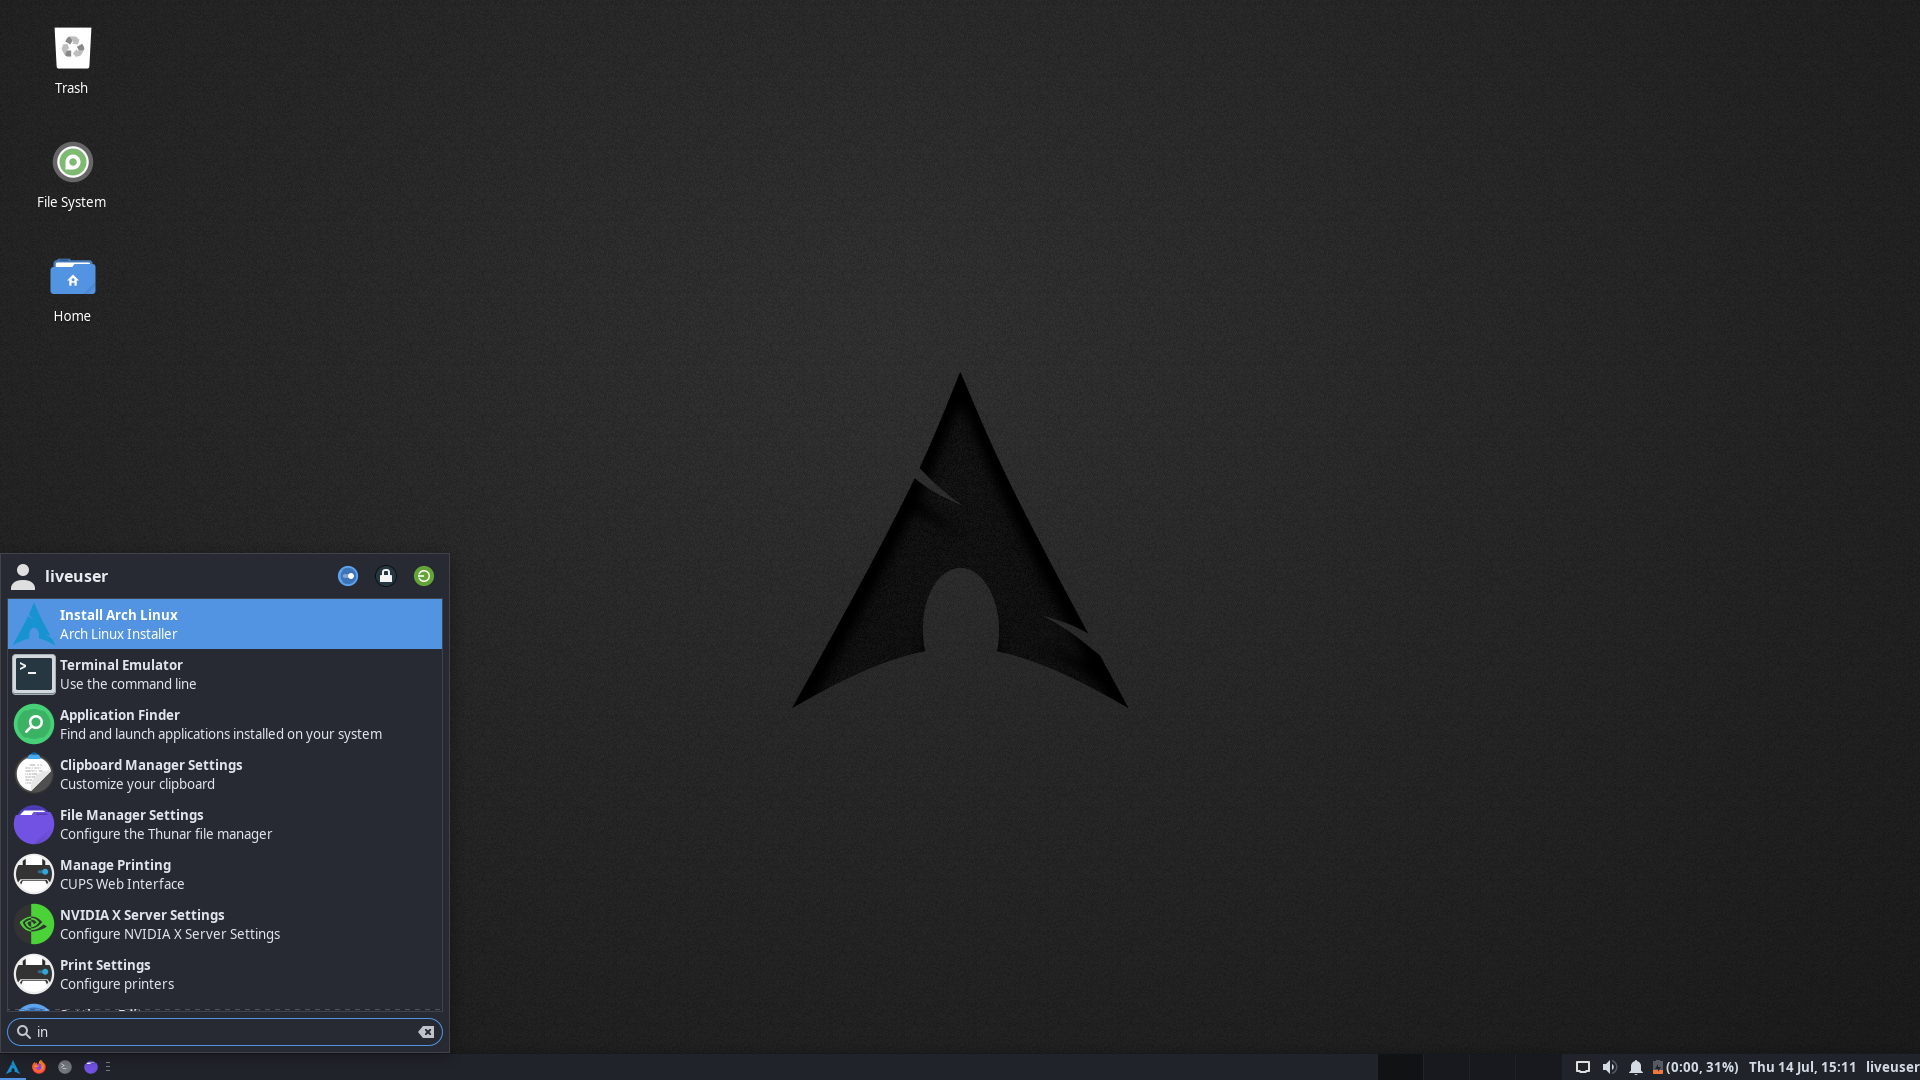 Trash
File System
Home
liveuser
Install Arch Linux
Arch Linux Installer
Terminal Emulator
Use the command line
Application Finder
Find and launch applications installed on your system
Clipboard Manager Settings
Customize your clipboard
File Manager Settings
Configure the Thunar file manager
Manage Printing
CUPS Web Interface
NVIDIA X Server Settings
Configure NVIDIA X Server Settings
Print Settings
Configure printers
in
(0:00, 31%) Thu 14 Jul, 15:11 liveuser